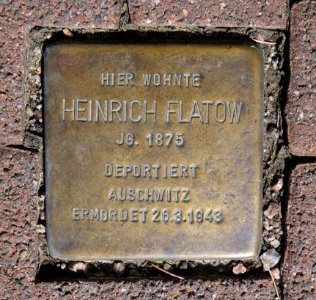 HIER WOHNTE
HEINRICH FLATOW
JG. 1875
DEPORTIERT
AUSCHWITZ
ERMORDET 26.3.1943